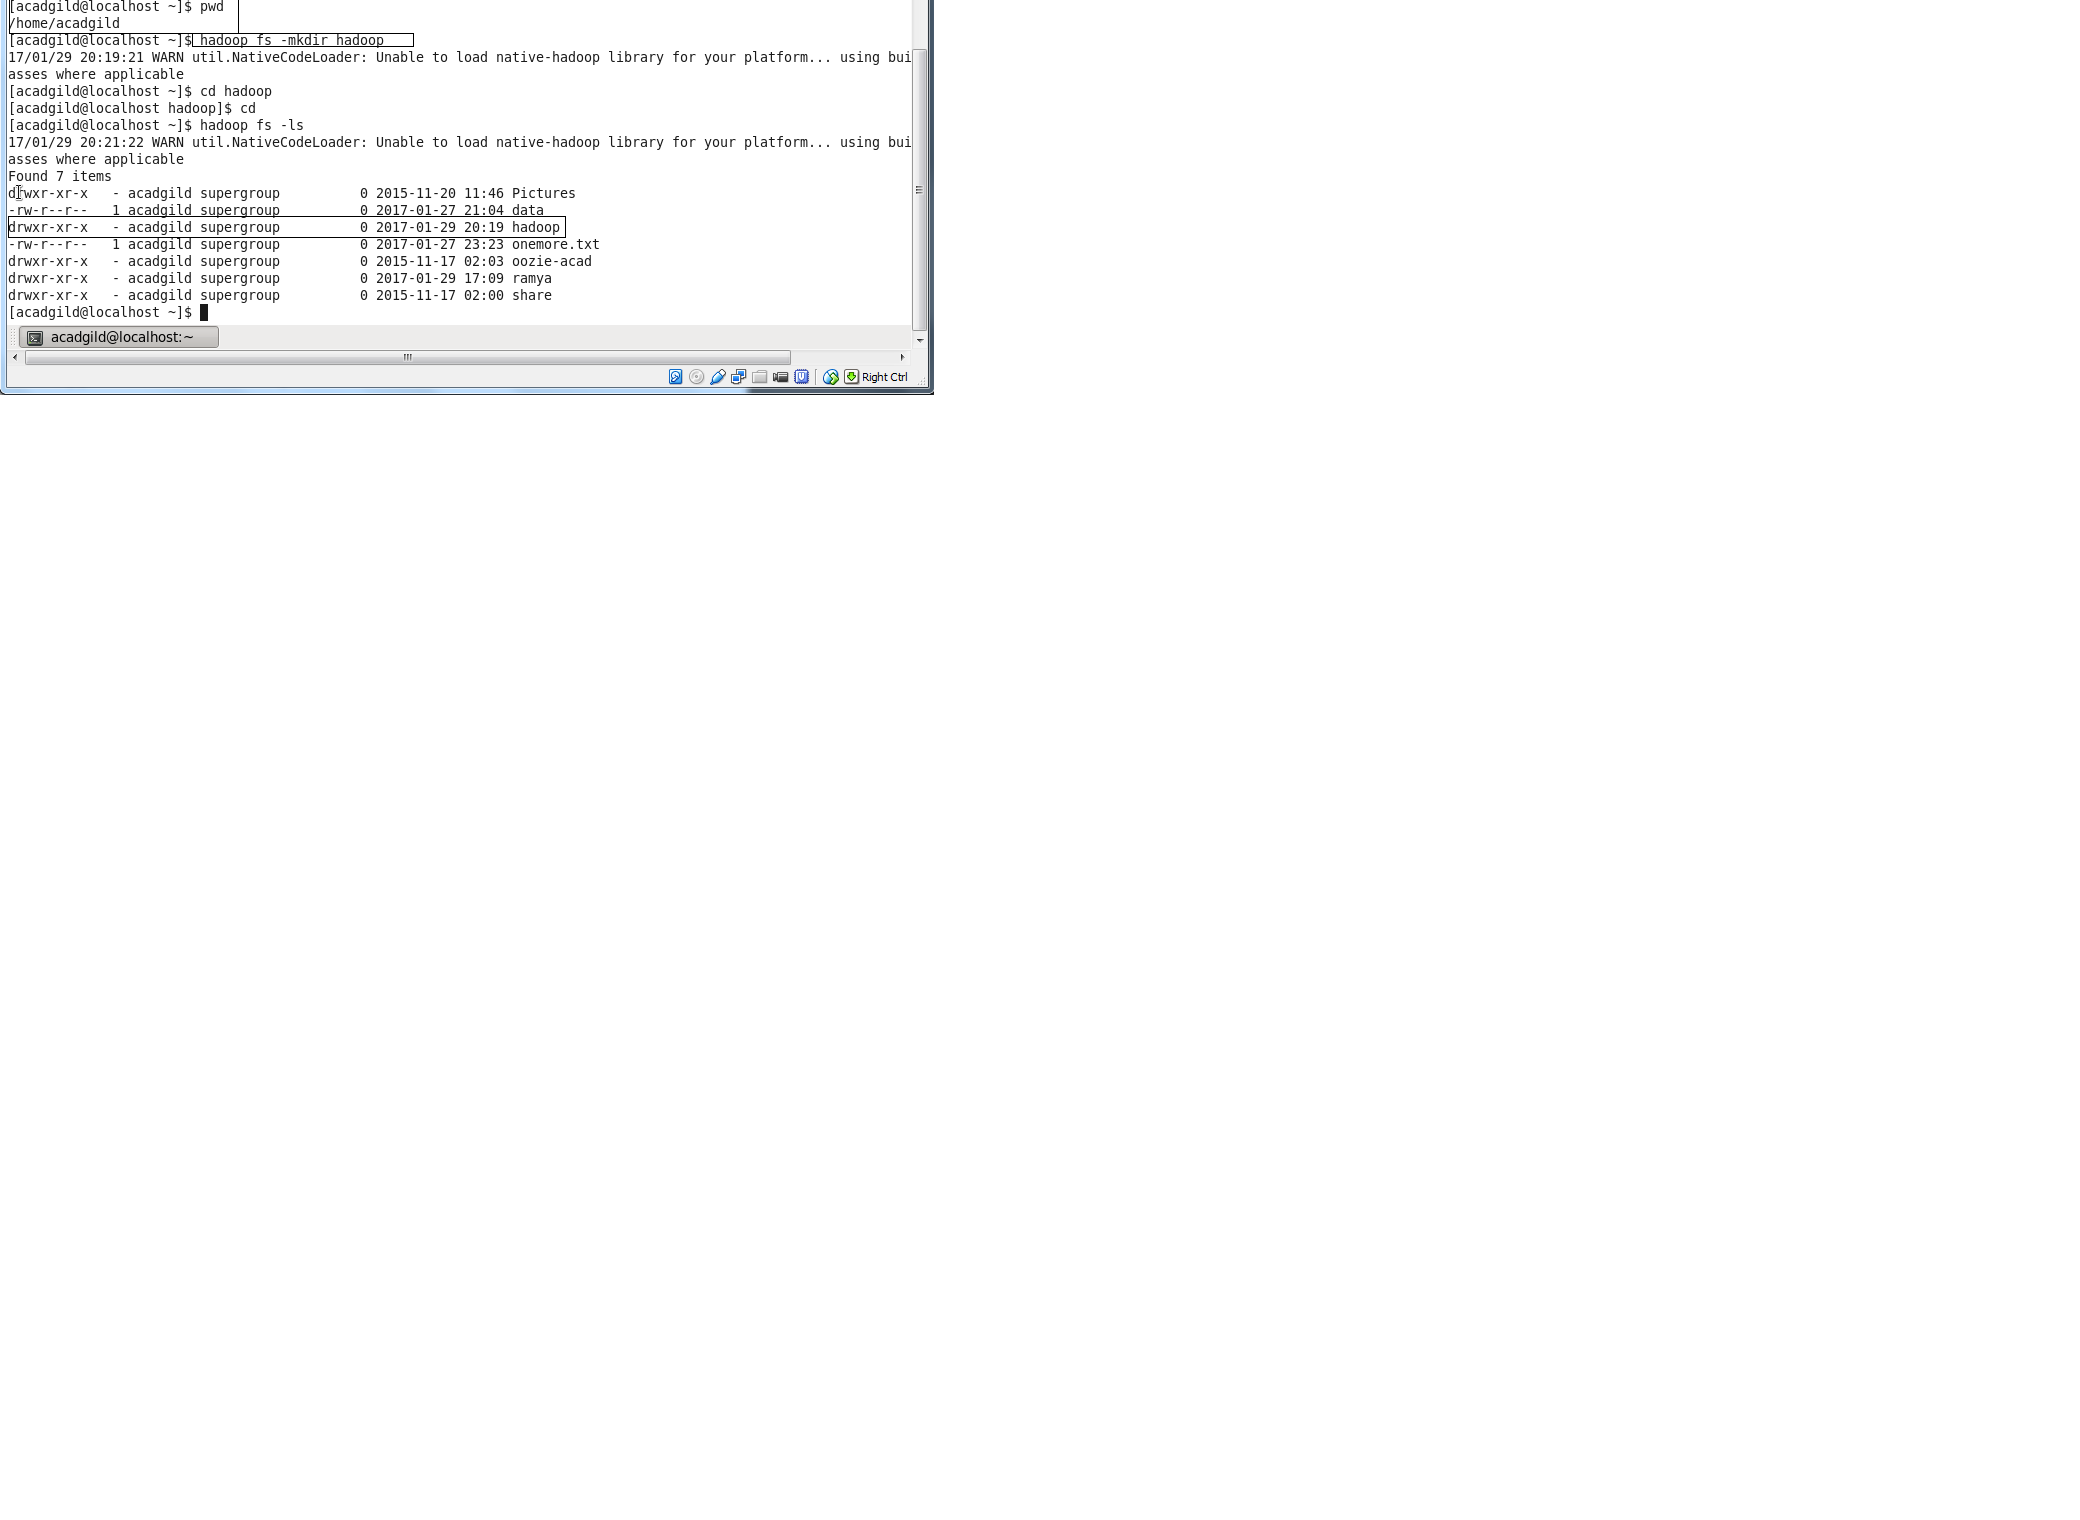 [acadgild@localhost ~]$ pwd
/home/acadgild
[acadgild@localhost ~]$ hadoop fs -mkdir hadoop
17/01/29 20:19:21 WARN util.NativeCodeLoader: Unable to load native-hadoop library for your platform... using bui
asses where applicable
[acadgild@localhost ~]$ cd hadoop
[acadgild@localhost hadoop]$ cd
[acadgild@localhost ~]$ hadoop fs -ls
17/01/29 20:21:22 WARN util.NativeCodeLoader: Unable to load native-hadoop library for your platform... using bui
asses where applicable
Found 7 items
drwxr-xr-x   - acadgild supergroup          0 2015-11-20 11:46 Pictures
-rw-r--r--   1 acadgild supergroup          0 2017-01-27 21:04 data
drwxr-xr-x   - acadgild supergroup          0 2017-01-29 20:19 hadoop
-rw-r--r--   1 acadgild supergroup          0 2017-01-27 23:23 onemore.txt
drwxr-xr-x   - acadgild supergroup          0 2015-11-17 02:03 oozie-acad
drwxr-xr-x   - acadgild supergroup          0 2017-01-29 17:09 ramya
drwxr-xr-x   - acadgild supergroup          0 2015-11-17 02:00 share
[acadgild@localhost ~]$
acadgild@localhost:~
Right Ctrl